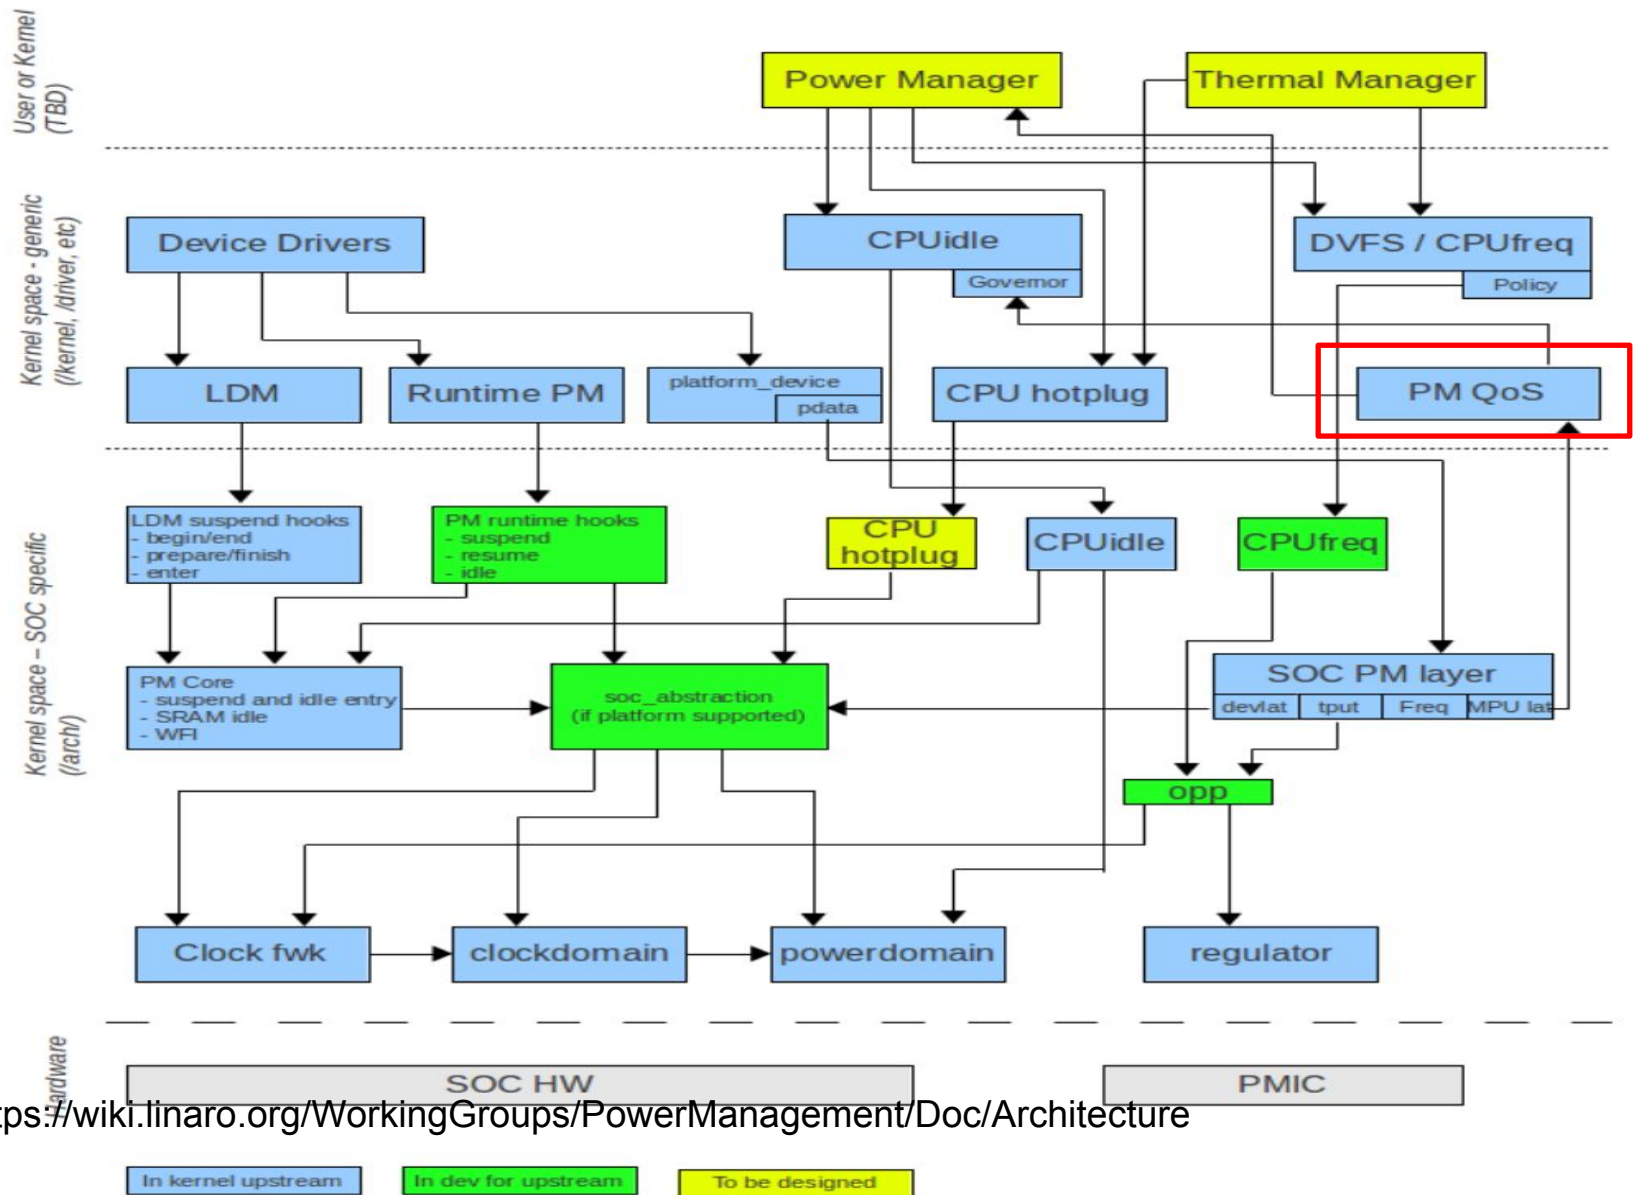 User or Kernel
(TBD)
Power Manager
Thermal Manager
Kernel space - generic
(/kernel, /driver, etc)
Device Drivers
CPUidle
Governor
DVFS / CPUfreq
Policy
LDM
Runtime PM
platform_device
pdata
CPU hotplug
PM QoS
Kernel space – SOC specific
(/arch/)
LDM suspend hooks
- begin/end
- prepare/finish
- enter
PM runtime hooks
- suspend
- resume
- idle
CPU
hotplug
CPUidle
CPUfreq
PM Core
- suspend and idle entry
- SRAM idle
- WFI
soc_abstraction
(if platform supported)
SOC PM layer
devlat
tput
Freq
MPU lat
opp
Clock fwk
clockdomain
powerdomain
regulator
Hardware
SOC HW
PMIC
tps://wiki.linaro.org/WorkingGroups/PowerManagement/Doc/Architecture
In kernel upstream
In dev for upstream
To be designed